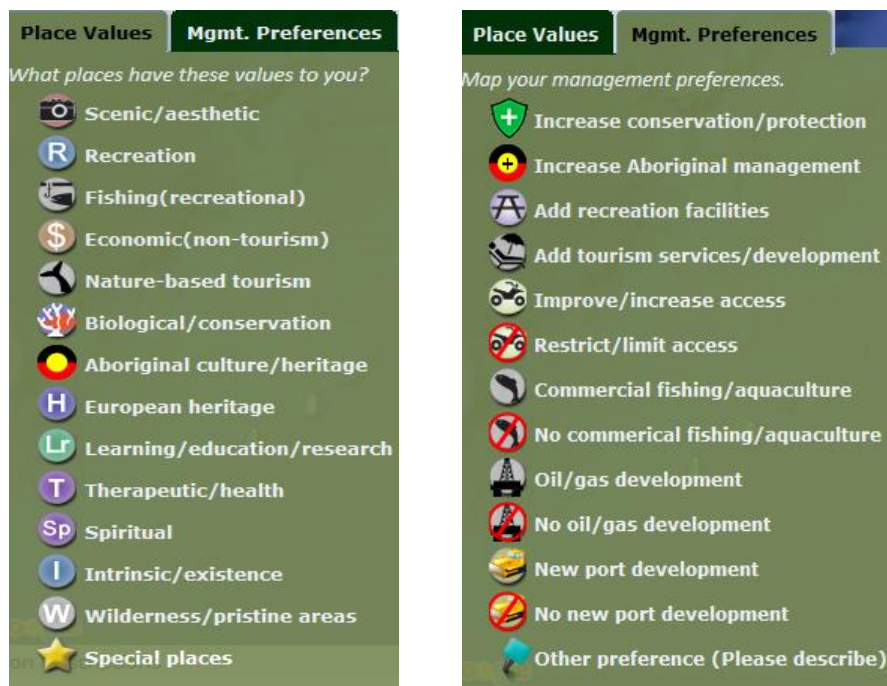 Place Values
Mgmt. Preferences
What places have these values to you?
Scenic/aesthetic
R Recreation
Fishing(recreational)
$ Economic(non-tourism)
Nature-based tourism
Biological/conservation
Aboriginal culture/heritage
H European heritage
Lr Learning/education/research
T Therapeutic/health
Sp Spiritual
I Intrinsic/existence
W Wilderness/pristine areas
Special places
Place Values
Mgmt. Preferences
Map your management preferences.
Increase conservation/protection
Increase Aboriginal management
Add recreation facilities
Add tourism services/development
Improve/increase access
Restrict/limit access
Commercial fishing/aquaculture
No commerical fishing/aquaculture
Oil/gas development
No oil/gas development
New port development
No new port development
Other preference (Please describe)